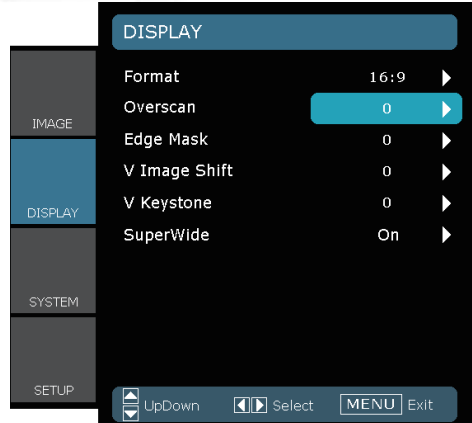 DISPLAY
Format 16:9
Overscan 0
Edge Mask 0
V Image Shift 0
V Keystone 0
SuperWide On
IMAGE
DISPLAY
SYSTEM
SETUP
UpDown Select MENU Exit